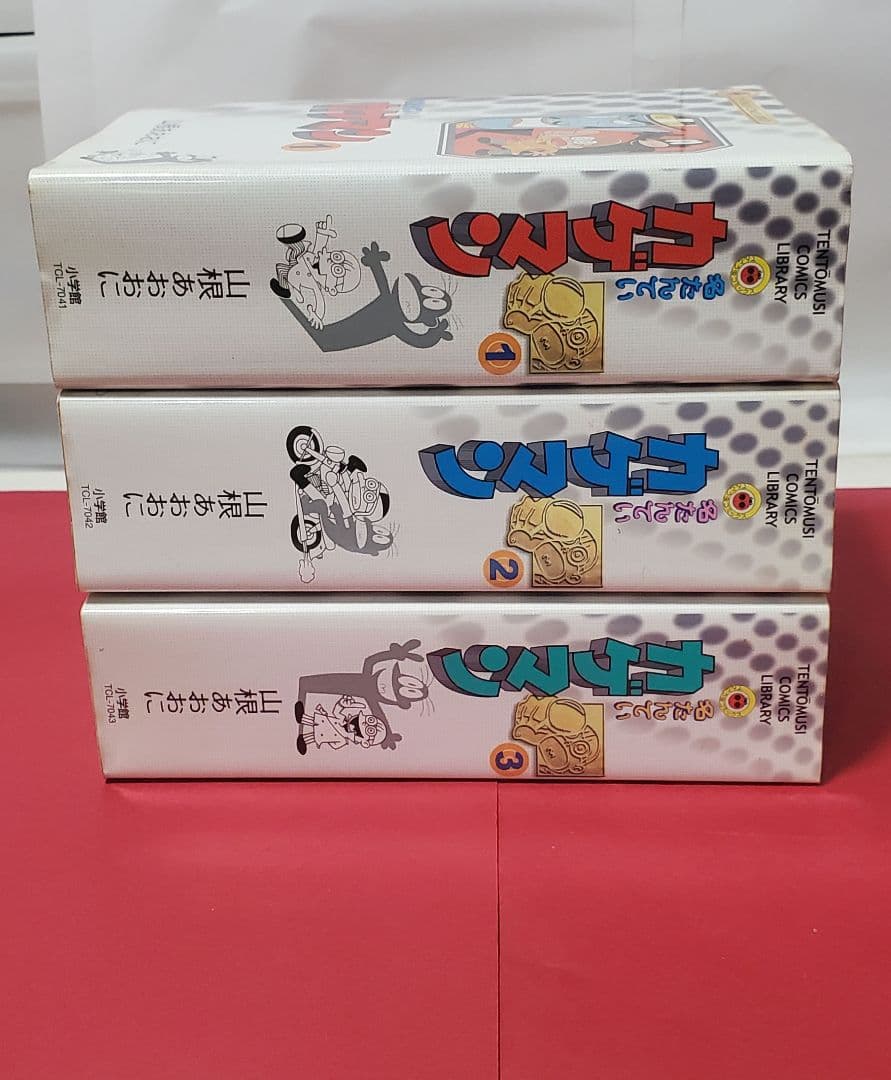 TENTŌMUSI
COMICS
LIBRARY
名たんてい
カゲマン
1
山根あおおに
小学館
TCL-7041
TENTŌMUSI
COMICS
LIBRARY
名たんてい
カゲマン
2
山根あおおに
小学館
TCL-7042
TENTŌMUSI
COMICS
LIBRARY
名たんてい
カゲマン
3
山根あおおに
小学館
TCL-7043